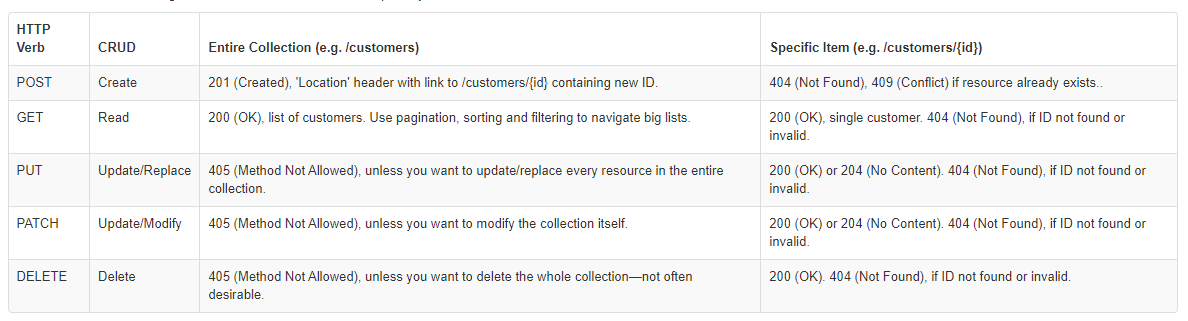 HTTP
Verb CRUD Entire Collection (e.g. /customers) Specific Item (e.g. /customers/{id})
POST Create 201 (Created), 'Location' header with link to /customers/{id} containing new ID. 404 (Not Found), 409 (Conflict) if resource already exists..
GET Read 200 (OK), list of customers. Use pagination, sorting and filtering to navigate big lists. 200 (OK), single customer. 404 (Not Found), if ID not found or
invalid.
PUT Update/Replace 405 (Method Not Allowed), unless you want to update/replace every resource in the entire
collection.
200 (OK) or 204 (No Content). 404 (Not Found), if ID not found or
invalid.
PATCH Update/Modify 405 (Method Not Allowed), unless you want to modify the collection itself. 200 (OK) or 204 (No Content). 404 (Not Found), if ID not found or
invalid.
DELETE Delete 405 (Method Not Allowed), unless you want to delete the whole collection—not often
desirable.
200 (OK). 404 (Not Found), if ID not found or invalid.